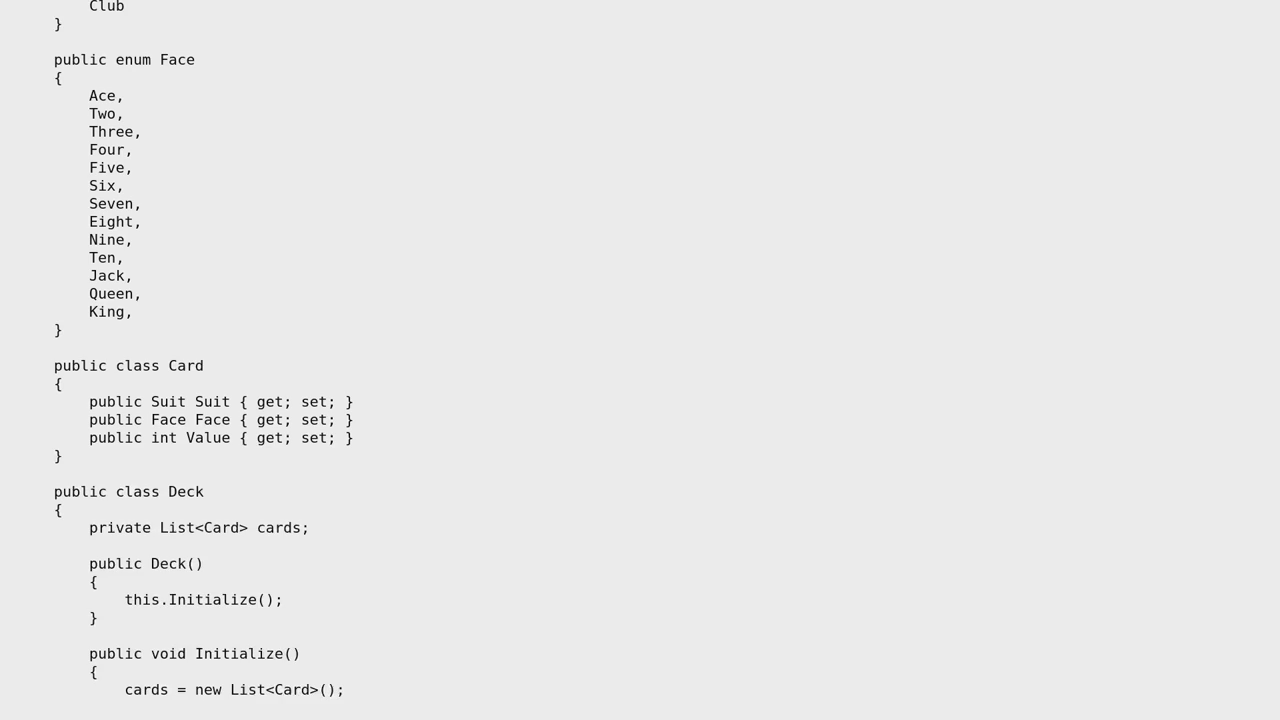 Club
}
public enum Face
{
Ace,
Two,
Three,
Four,
Five,
Six,
Seven,
Eight,
Nine,
Ten,
Jack,
Queen,
King,
}
public class Card
{
public Suit Suit { get; set; }
public Face Face { get; set; }
public int Value { get; set; }
}
public class Deck
{
private List<Card> cards;
public Deck()
{
this.Initialize();
}
public void Initialize()
{
cards = new List<Card>();